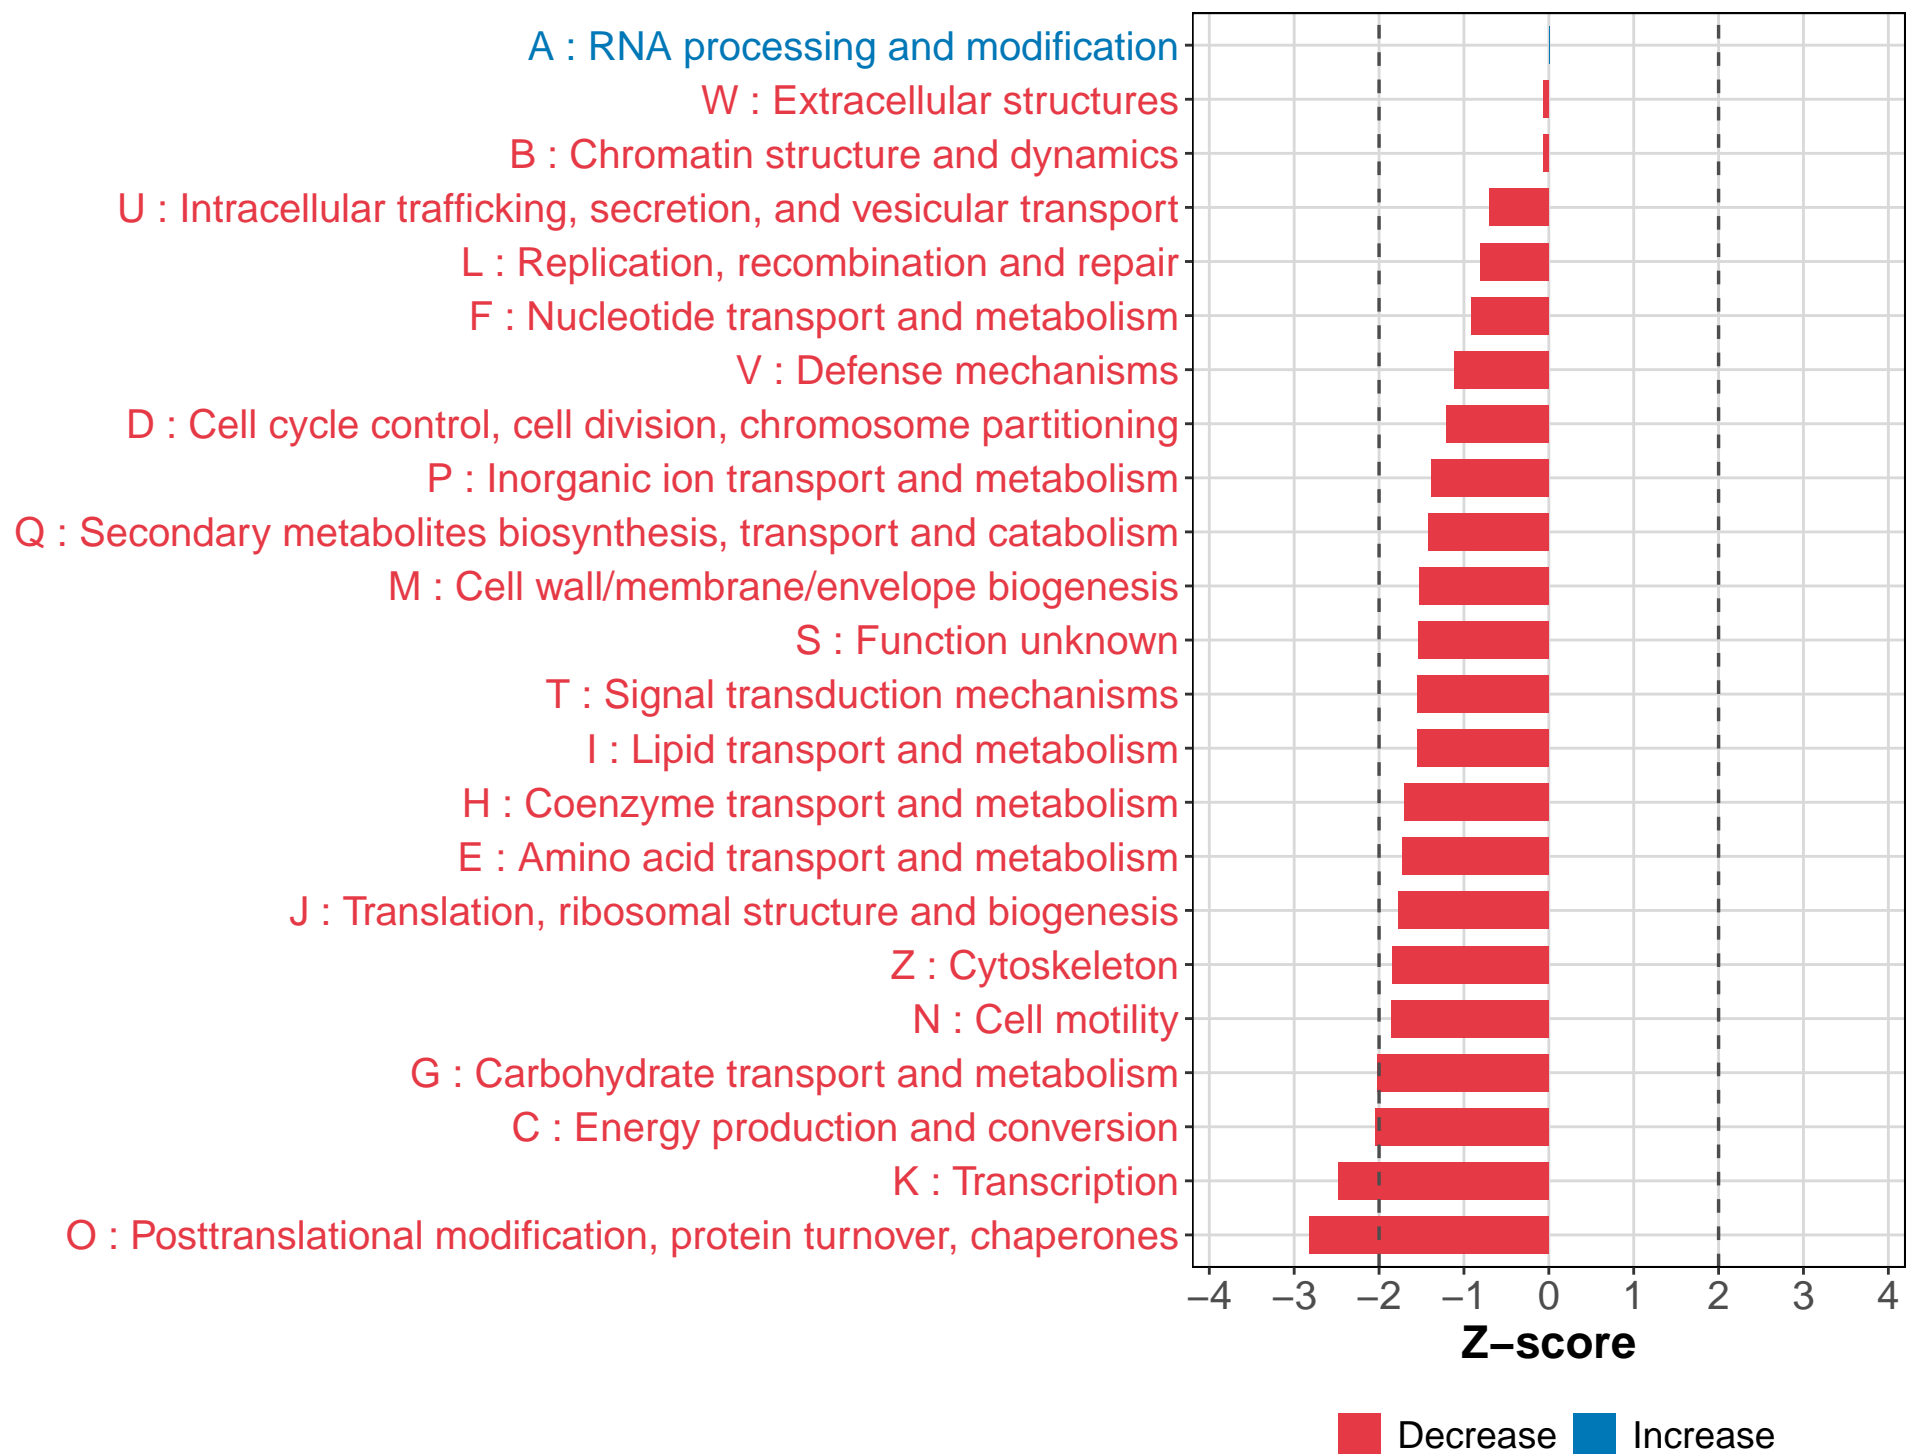 A : RNA processing and modification
W : Extracellular structures
B : Chromatin structure and dynamics
U : Intracellular trafficking, secretion, and vesicular transport
L : Replication, recombination and repair
F : Nucleotide transport and metabolism
V : Defense mechanisms
D : Cell cycle control, cell division, chromosome partitioning
P : Inorganic ion transport and metabolism
Q : Secondary metabolites biosynthesis, transport and catabolism
M : Cell wall/membrane/envelope biogenesis
S : Function unknown
T : Signal transduction mechanisms
I : Lipid transport and metabolism
H : Coenzyme transport and metabolism
E : Amino acid transport and metabolism
J : Translation, ribosomal structure and biogenesis
Z : Cytoskeleton
N : Cell motility
G : Carbohydrate transport and metabolism
C : Energy production and conversion
K : Transcription
O : Posttranslational modification, protein turnover, chaperones
−4 −3 −2 −1 0 1 2 3 4
Z−score
Decrease Increase